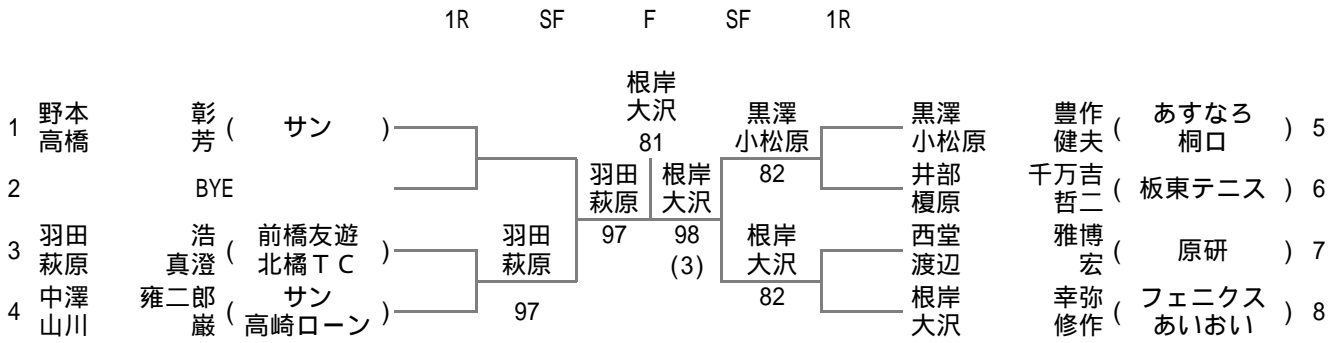 1R SF F SF 1R
根岸
大沢
81
1 野本 彰 ( サン )
高橋 芳
2 BYE
3 羽田 浩 ( 前橋友遊 )
萩原 真澄 北橘ＴＣ
4 中澤 雍二郎 ( サン )
山川 巌 高崎ローン
羽田
萩原
97
羽田
萩原
97
根岸
大沢
98
(3)
黒澤
小松原
82
根岸
大沢
82
黒澤 豊作 ( あすなろ ) 5
小松原 健夫 桐ロ
井部 千万吉 ( 板東テニス ) 6
榎原 哲二
西堂 雅博 ( 原研 ) 7
渡辺 宏
根岸 幸弥 ( フェニクス ) 8
大沢 修作 あいおい